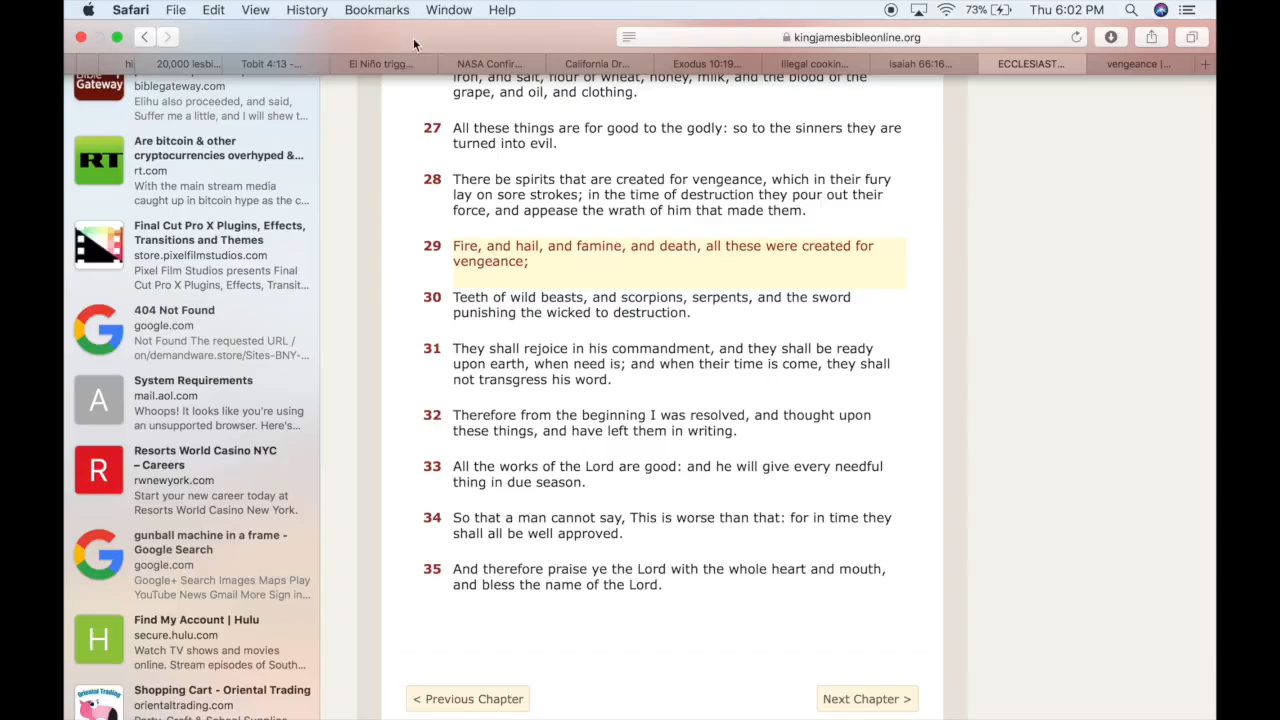 Safari File Edit View History Bookmarks Window Help 73% Thu 6:02 PM
kingjamesbibleonline.org
hi 20,000 lesbi... Tobit 4:13 -... El Niño trigg... NASA Confir... California Dr... Exodus 10:19... Illegal cookin... Isaiah 66:16... ECCLESIAST... vengeance |...
Bible
Gateway
biblegateway.com
Elihu also proceeded, and said,
Suffer me a little, and I will shew t...
RT
Are bitcoin & other
cryptocurrencies overhyped &...
rt.com
With the main stream media
caught up in bitcoin hype as the c...
Final Cut Pro X Plugins, Effects,
Transitions and Themes
store.pixelfilmstudios.com
Pixel Film Studios presents Final
Cut Pro X Plugins, Effects, Transit...
404 Not Found
google.com
Not Found The requested URL /
on/demandware.store/Sites-BNY-...
A
System Requirements
mail.aol.com
Whoops! It looks like you're using
an unsupported browser. Here's...
R
Resorts World Casino NYC
– Careers
rwnewyork.com
Start your new career today at
Resorts World Casino New York.
gunball machine in a frame -
Google Search
google.com
Google+ Search Images Maps Play
YouTube News Gmail More Sign in...
H
Find My Account | Hulu
secure.hulu.com
Watch TV shows and movies
online. Stream episodes of South...
Oriental Trading
Shopping Cart - Oriental Trading
orientaltrading.com
Party, Craft & School Supplies
iron, and salt, flour of wheat, honey, milk, and the blood of the
grape, and oil, and clothing.
27 All these things are for good to the godly: so to the sinners they are
turned into evil.
28 There be spirits that are created for vengeance, which in their fury
lay on sore strokes; in the time of destruction they pour out their
force, and appease the wrath of him that made them.
29 Fire, and hail, and famine, and death, all these were created for
vengeance;
30 Teeth of wild beasts, and scorpions, serpents, and the sword
punishing the wicked to destruction.
31 They shall rejoice in his commandment, and they shall be ready
upon earth, when need is; and when their time is come, they shall
not transgress his word.
32 Therefore from the beginning I was resolved, and thought upon
these things, and have left them in writing.
33 All the works of the Lord are good: and he will give every needful
thing in due season.
34 So that a man cannot say, This is worse than that: for in time they
shall all be well approved.
35 And therefore praise ye the Lord with the whole heart and mouth,
and bless the name of the Lord.
< Previous Chapter Next Chapter >